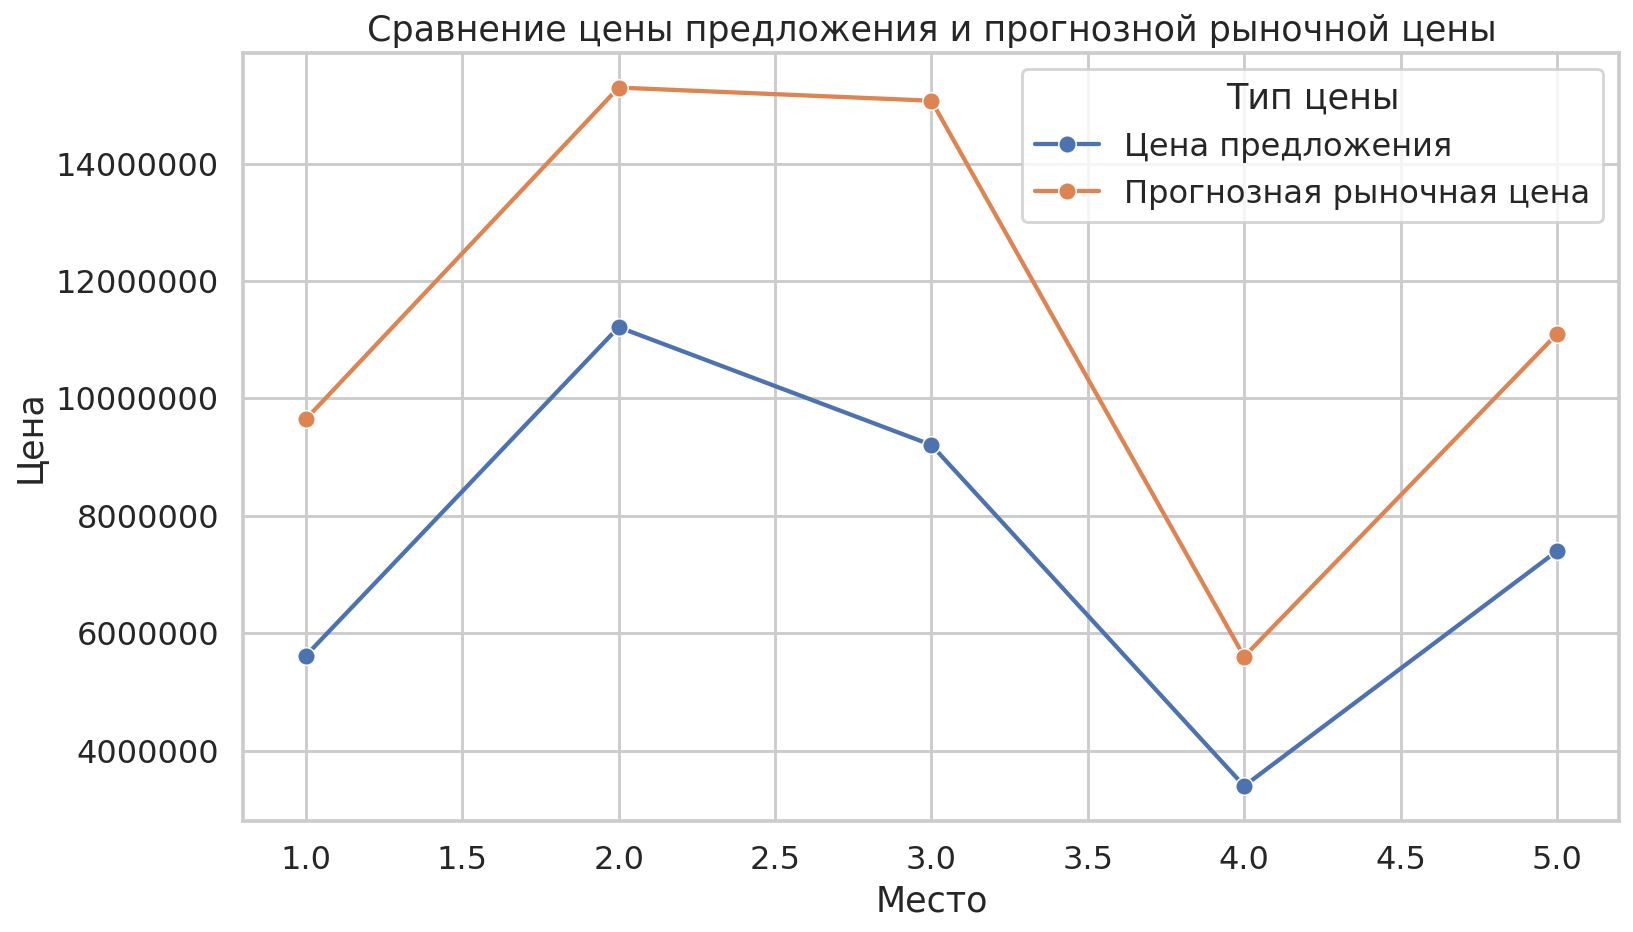 Сравнение цены предложения и прогнозной рыночной цены
Тип цены
Цена предложения
Прогнозная рыночная цена
14000000
12000000
10000000
8000000
6000000
4000000
Цена
1.0 1.5 2.0 2.5 3.0 3.5 4.0 4.5 5.0
Место